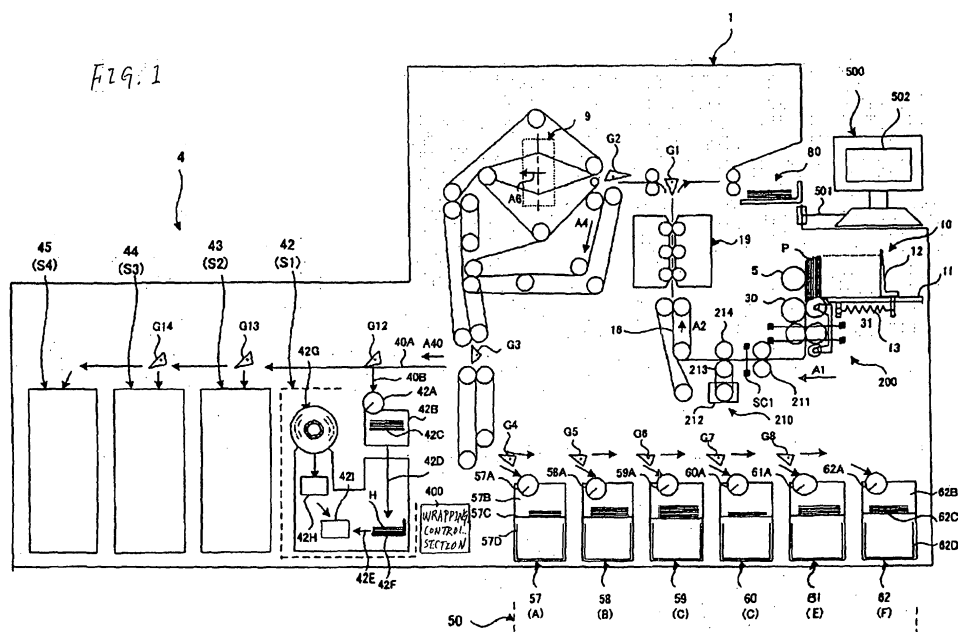 FIG. 1
1
500
502
9
G2
G1
80
4
A6
501
10
A4
19
P
12
45
44
43
42
5
11
(S4)
(S3)
(S2)
(S1)
30
G14
G13
G12
A40
G3
18
A2
214
31
13
42G
40A
40B
213
SC1
A1
200
42A
211
42B
212
210
42C
G4
G5
G6
G7
G8
42D
57A
58A
59A
60A
61A
62A
42I
H
400
57B
62B
WRAPPING
CONTROL
SECTION
57C
62C
42H
57D
62D
42E
42F
57
58
59
60
61
62
50
(A)
(B)
(C)
(C)
(E)
(F)